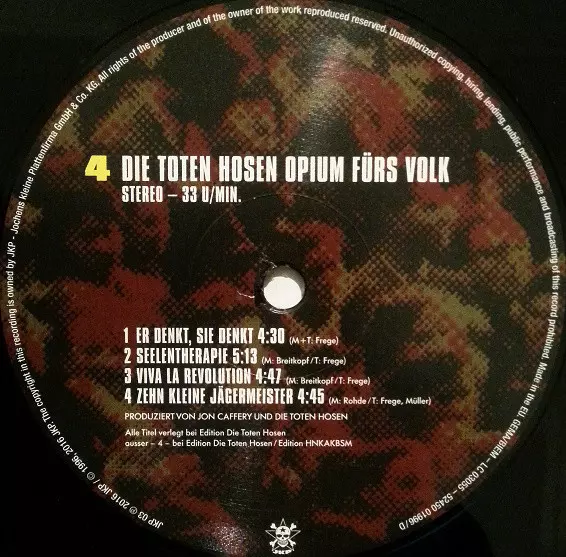 4 DIE TOTEN HOSEN OPIUM FÜRS VOLK
STEREO – 33 U/MIN.
1 ER DENKT, SIE DENKT 4:30 (M+T: Frege)
2 SEELENTHERAPIE 5:13 (M: Breitkopf/T: Frege)
3 VIVA LA REVOLUTION 4:47 (M: Breitkopf/T: Frege)
4 ZEHN KLEINE JÄGERMEISTER 4:45 (M: Rohde/T: Frege, Müller)
PRODUZIERT VON JON CAFFERY UND DIE TOTEN HOSEN
Alle Titel verlegt bei Edition Die Toten Hosen
ausser – 4 – bei Edition Die Toten Hosen/Edition HNKAKBSM
JKP 03 ℗ 2016 JKP / © 1996, 2016 JKP. The copyright in this recording is owned by JKP - Jochens kleine Plattenfirma GmbH & Co. KG. All rights of the producer and of the owner of the work reproduced reserved. Unauthorized copying, hiring, lending, public performance and broadcasting of this record prohibited. Made in the EU. GEMA/BIEM – LC 03055 – 52450 01996/D